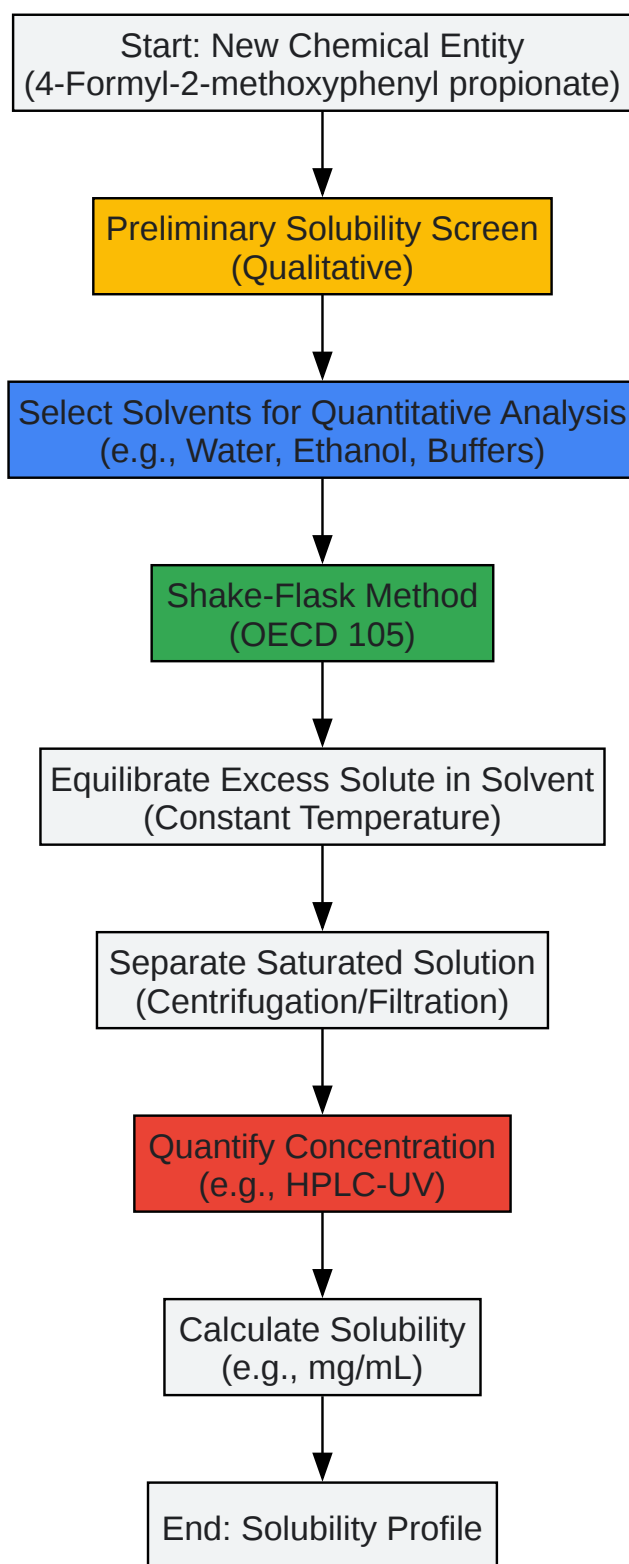 Start: New Chemical Entity
(4-Formyl-2-methoxyphenyl propionate)
Preliminary Solubility Screen
(Qualitative)
Select Solvents for Quantitative Analysis
(e.g., Water, Ethanol, Buffers)
Shake-Flask Method
(OECD 105)
Equilibrate Excess Solute in Solvent
(Constant Temperature)
Separate Saturated Solution
(Centrifugation/Filtration)
Quantify Concentration
(e.g., HPLC-UV)
Calculate Solubility
(e.g., mg/mL)
End: Solubility Profile